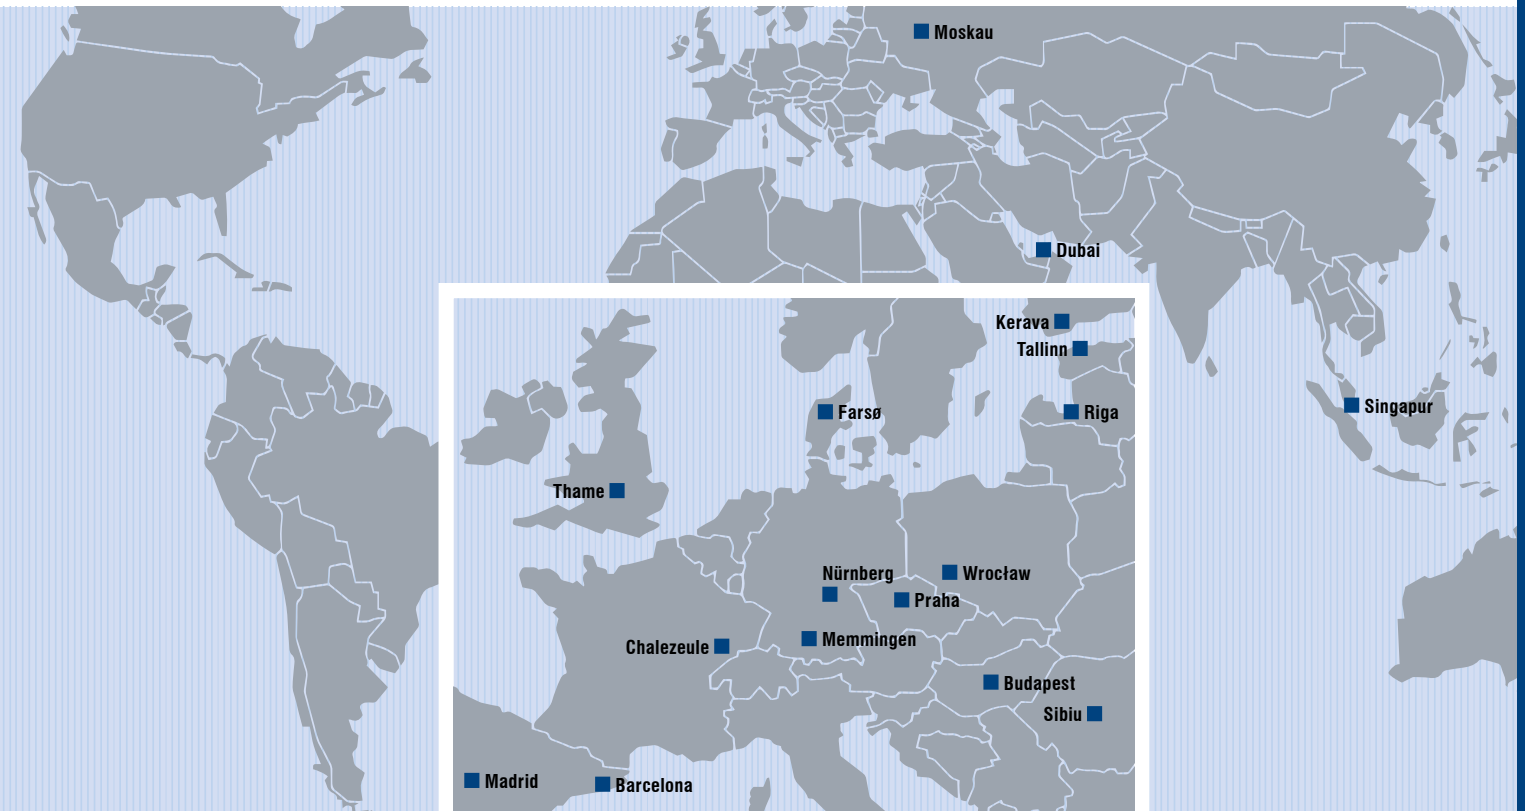 Moskau
Dubai
Kerava
Tallinn
Farsø
Riga
Singapur
Thame
Nürnberg
Wrocław
Praha
Chalezeule
Memmingen
Budapest
Sibiu
Madrid
Barcelona